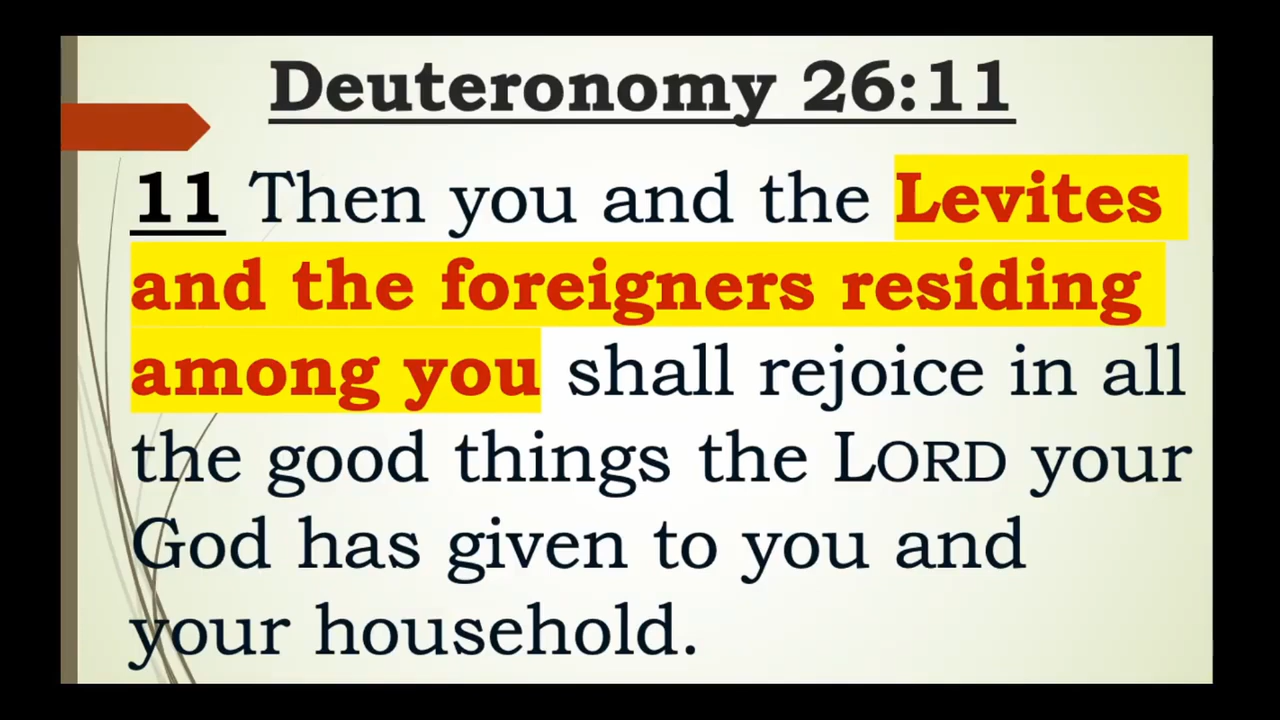 Deuteronomy 26:11
11 Then you and the Levites
and the foreigners residing
among you shall rejoice in all
the good things the LORD your
God has given to you and
your household.